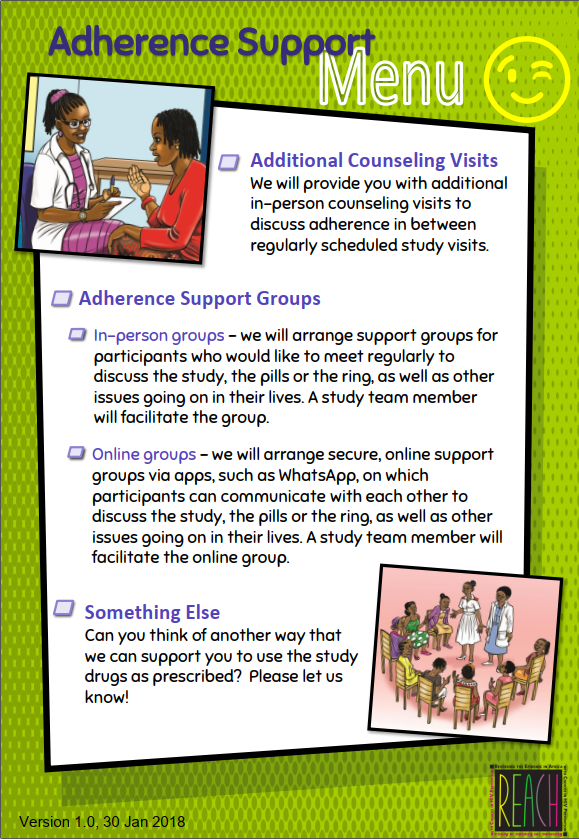 Adherence Support
Menu
Additional Counseling Visits
We will provide you with additional
in-person counseling visits to
discuss adherence in between
regularly scheduled study visits.
Adherence Support Groups
In-person groups – we will arrange support groups for
participants who would like to meet regularly to
discuss the study, the pills or the ring, as well as other
issues going on in their lives. A study team member
will facilitate the group.
Online groups – we will arrange secure, online support
groups via apps, such as WhatsApp, on which
participants can communicate with each other to
discuss the study, the pills or the ring, as well as other
issues going on in their lives. A study team member will
facilitate the online group.
Something Else
Can you think of another way that
we can support you to use the study
drugs as prescribed? Please let us
know!
REACH
Version 1.0, 30 Jan 2018